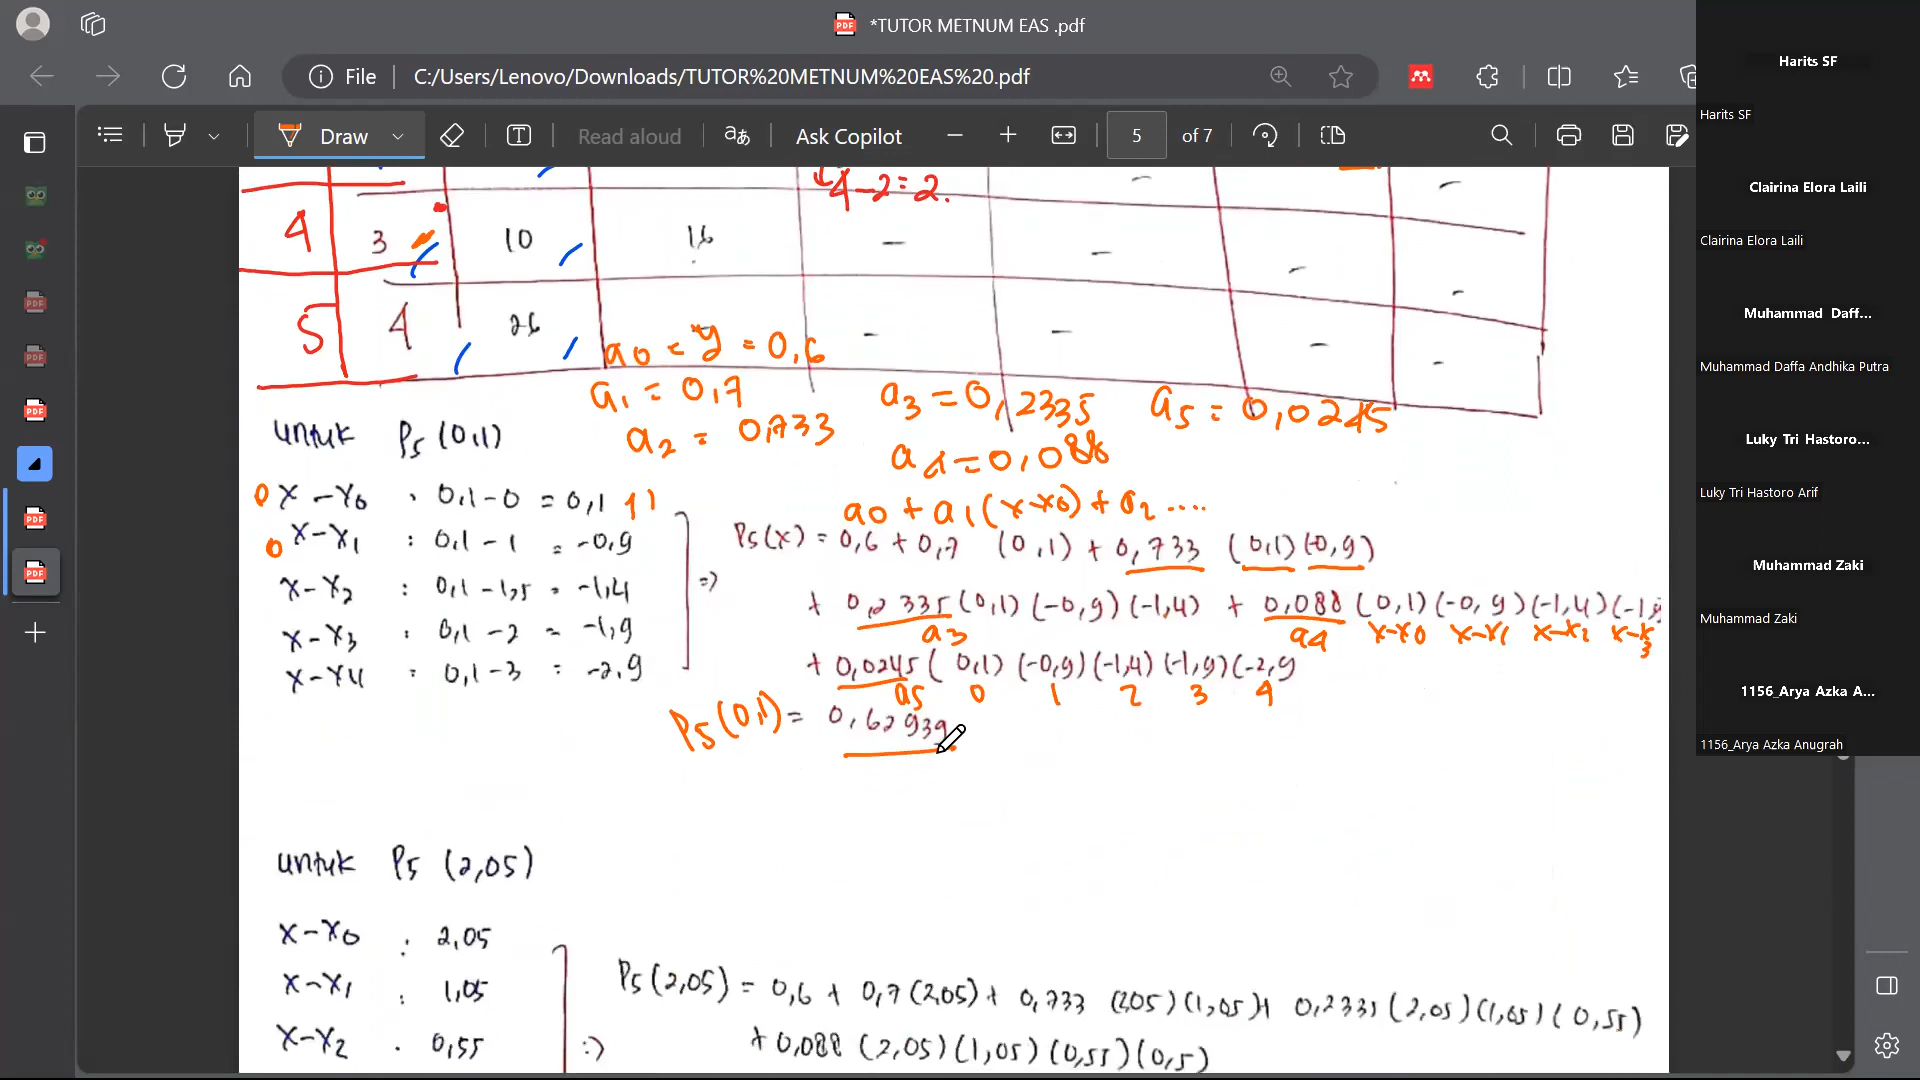 *TUTOR METNUM EAS .pdf
File
C:/Users/Lenovo/Downloads/TUTOR%20METNUM%20EAS%20.pdf
Draw
Read aloud
Ask Copilot
5
of 7
4-2=2.
4 3 10 16 - - - -
5 4 26 - - - - -
a0 = y = 0,6
a1 = 0,7
a2 = 0,733
a3 = 0,2335
a4 = 0,088
a5 = 0,0245
untuk P5 (0,1)
x - x0 : 0,1 - 0 = 0,1
x - x1 : 0,1 - 1 = -0,9
x - x2 : 0,1 - 1,5 = -1,4
x - x3 : 0,1 - 2 = -1,9
x - x4 : 0,1 - 3 = -2,9
a0 + a1(x-x0) + a2 ....
=> P5(x) = 0,6 + 0,7 (0,1) + 0,733 (0,1) (-0,9)
+ 0,2335 (0,1) (-0,9) (-1,4) + 0,088 (0,1) (-0,9) (-1,4) (-1,9
a3 a4 x-x0 x-x1 x-x2 x-x3
+ 0,0245 ( 0,1) (-0,9) (-1,4) (-1,9) (-2,9
a5 0 1 2 3 4
P5(0,1) = 0,62939
untuk P5 (2,05)
x - x0 : 2,05
x - x1 : 1,05
x - x2 . 0,55
=> P5(2,05) = 0,6 + 0,7 (2,05) + 0,733 (2,05) (1,05) + 0,2335 (2,05) (1,05) (0,55)
+ 0,088 (2,05) (1,05) (0,55) (0,5)
Harits SF
Harits SF
Clairina Elora Laili
Clairina Elora Laili
Muhammad Daff...
Muhammad Daffa Andhika Putra
Luky Tri Hastoro...
Luky Tri Hastoro Arif
Muhammad Zaki
Muhammad Zaki
1156_Arya Azka A...
1156_Arya Azka Anugrah